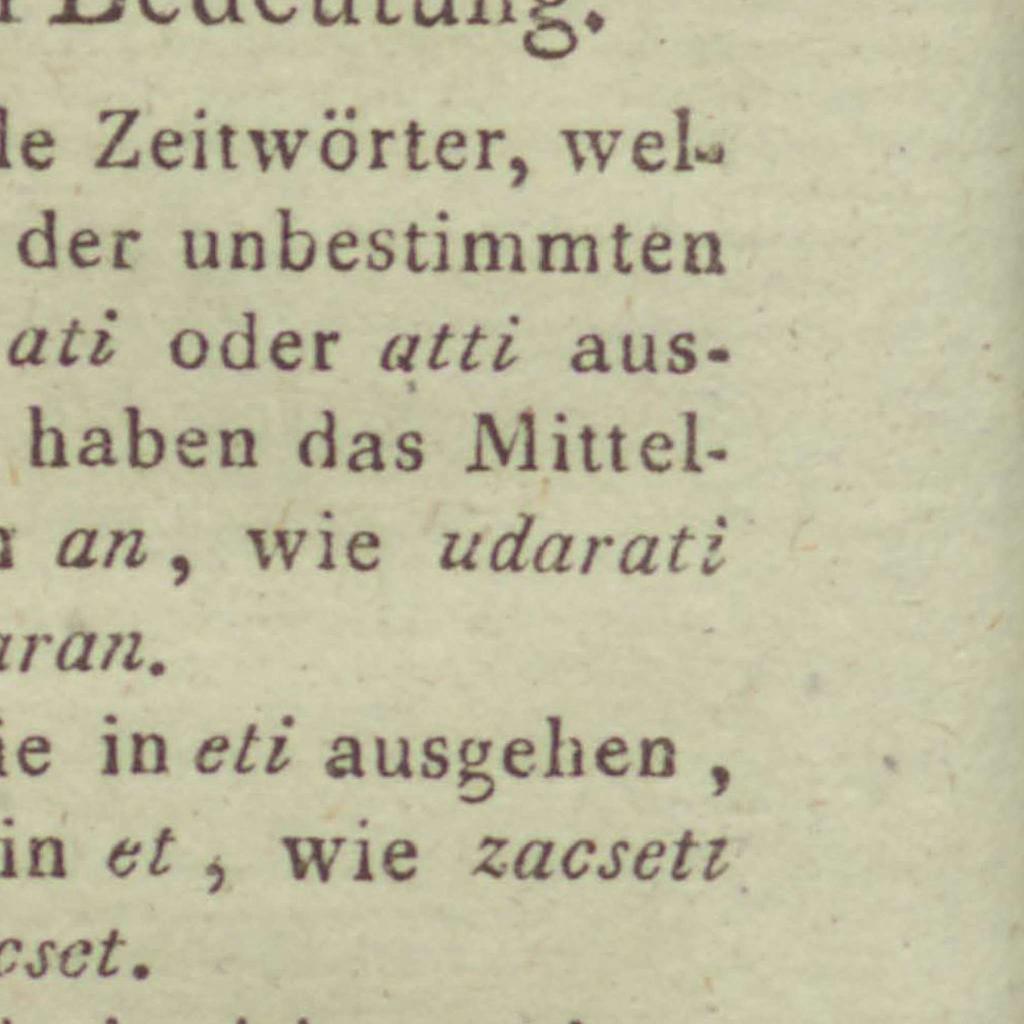 Bedeutung.
le Zeitwörter, wel-
der unbestimmten
ati oder atti aus-
haben das Mittel-
an, wie udarati
aran.
ie in eti ausgehen,
in et, wie zacseti
cset.